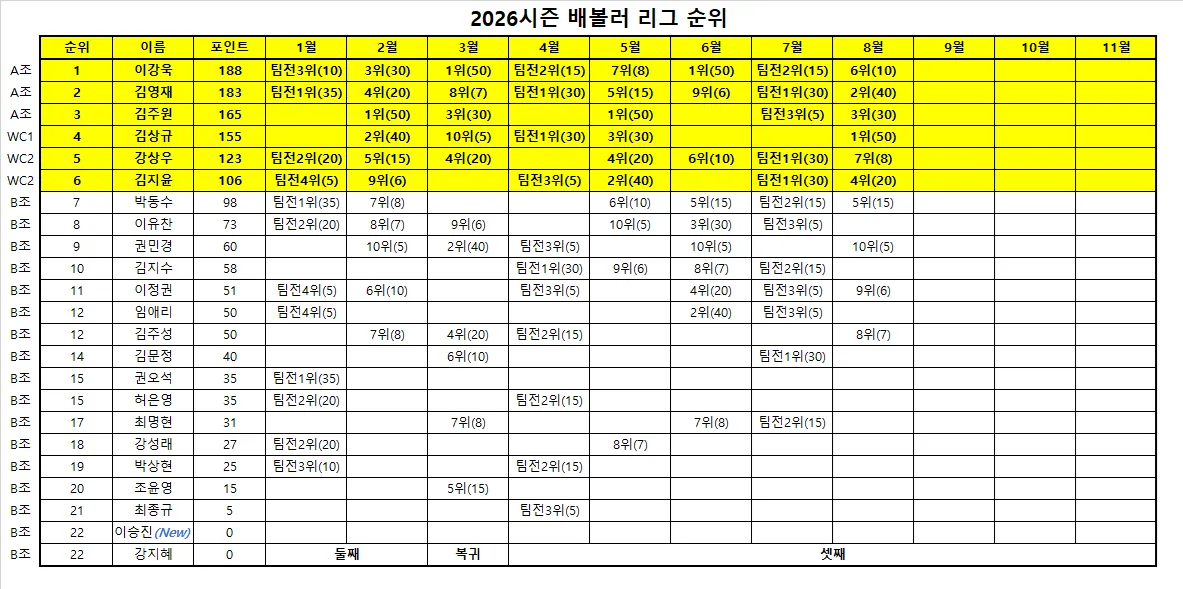 2026시즌 배볼러 리그 순위
순위 이름 포인트 1월 2월 3월 4월 5월 6월 7월 8월 9월 10월 11월
A조 1 이강욱 188 팀전3위(10) 3위(30) 1위(50) 팀전2위(15) 7위(8) 1위(50) 팀전2위(15) 6위(10)
A조 2 김영재 183 팀전1위(35) 4위(20) 8위(7) 팀전1위(30) 5위(15) 9위(6) 팀전1위(30) 2위(40)
A조 3 김주원 165 1위(50) 3위(30) 1위(50) 팀전3위(5) 3위(30)
WC1 4 김상규 155 2위(40) 10위(5) 팀전1위(30) 3위(30) 1위(50)
WC2 5 강상우 123 팀전2위(20) 5위(15) 4위(20) 4위(20) 6위(10) 팀전1위(30) 7위(8)
WC2 6 김지윤 106 팀전4위(5) 9위(6) 팀전3위(5) 2위(40) 팀전1위(30) 4위(20)
B조 7 박동수 98 팀전1위(35) 7위(8) 6위(10) 5위(15) 팀전2위(15) 5위(15)
B조 8 이유찬 73 팀전2위(20) 8위(7) 9위(6) 10위(5) 3위(30) 팀전3위(5)
B조 9 권민경 60 10위(5) 2위(40) 팀전3위(5) 10위(5) 10위(5)
B조 10 김지수 58 팀전1위(30) 9위(6) 8위(7) 팀전2위(15)
B조 11 이정권 51 팀전4위(5) 6위(10) 팀전3위(5) 4위(20) 팀전3위(5) 9위(6)
B조 12 임애리 50 팀전4위(5) 2위(40) 팀전3위(5)
B조 12 김주성 50 7위(8) 4위(20) 팀전2위(15) 8위(7)
B조 14 김문정 40 6위(10) 팀전1위(30)
B조 15 권오석 35 팀전1위(35)
B조 15 허은영 35 팀전2위(20) 팀전2위(15)
B조 17 최명현 31 7위(8) 7위(8) 팀전2위(15)
B조 18 강성래 27 팀전2위(20) 8위(7)
B조 19 박상현 25 팀전3위(10) 팀전2위(15)
B조 20 조윤영 15 5위(15)
B조 21 최종규 5 팀전3위(5)
B조 22 이승진(New) 0
B조 22 강지혜 0 둘째 복귀 셋째